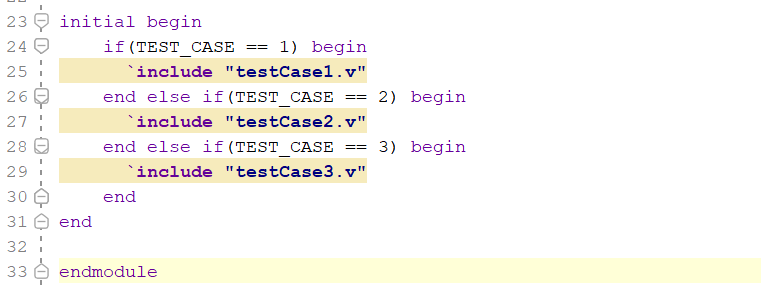 23 initial begin
24 if(TEST_CASE == 1) begin
25 `include "testCase1.v"
26 end else if(TEST_CASE == 2) begin
27 `include "testCase2.v"
28 end else if(TEST_CASE == 3) begin
29 `include "testCase3.v"
30 end
31 end
32
33 endmodule